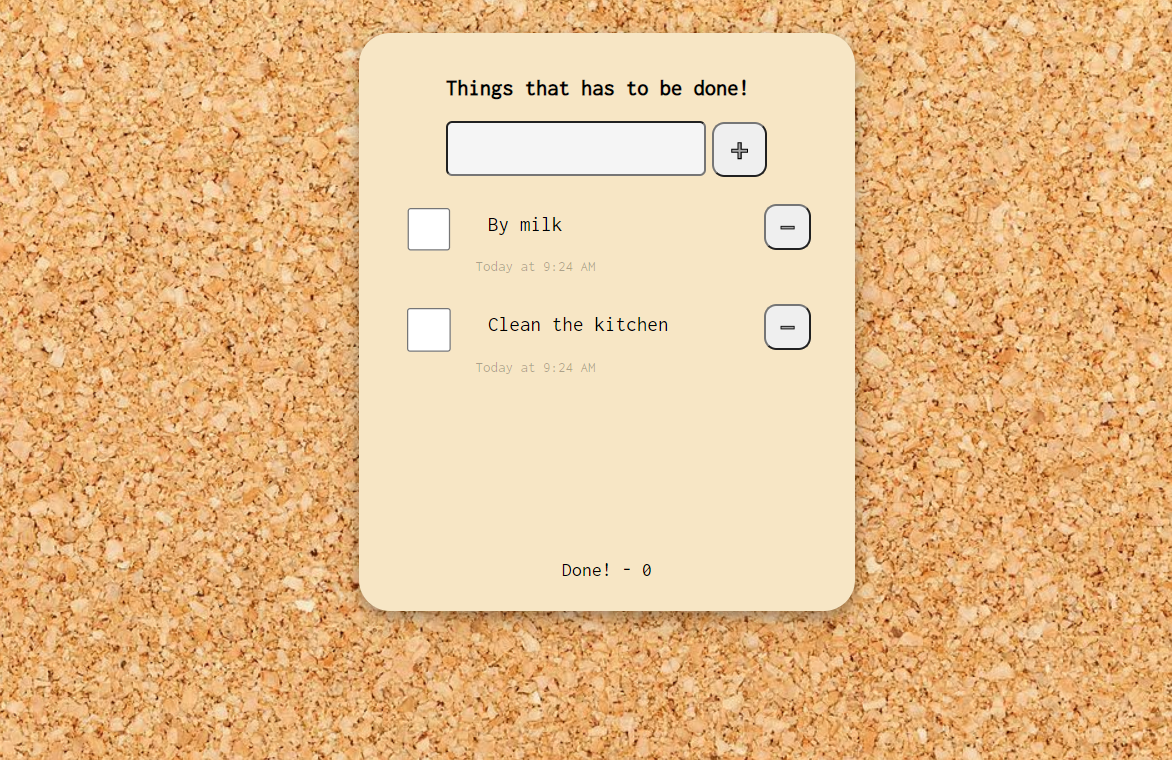 Things that has to be done!
By milk
Today at 9:24 AM
Clean the kitchen
Today at 9:24 AM
Done! - 0